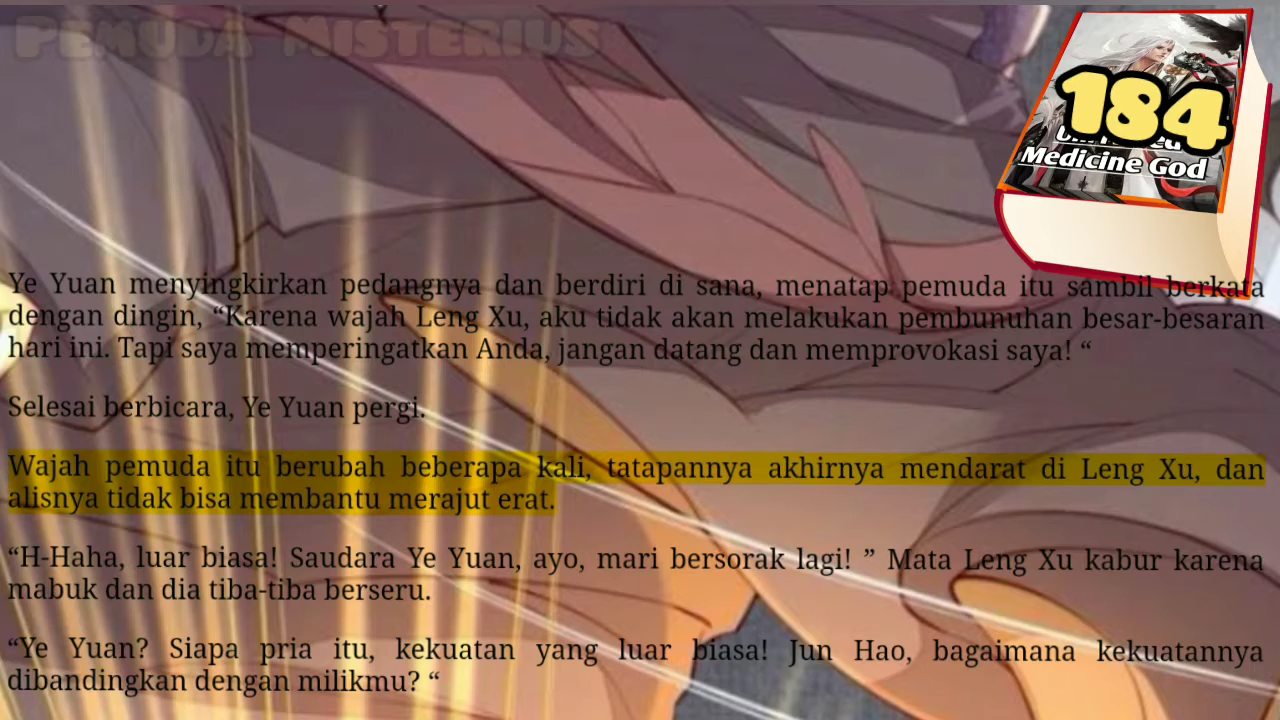 Pemuda Misterius
184
Medicine God
Ye Yuan menyingkirkan pedangnya dan berdiri di sana, menatap pemuda itu sambil berkata
dengan dingin, “Karena wajah Leng Xu, aku tidak akan melakukan pembunuhan besar-besaran
hari ini. Tapi saya memperingatkan Anda, jangan datang dan memprovokasi saya! “
Selesai berbicara, Ye Yuan pergi.
Wajah pemuda itu berubah beberapa kali, tatapannya akhirnya mendarat di Leng Xu, dan
alisnya tidak bisa membantu merajut erat.
“H-Haha, luar biasa! Saudara Ye Yuan, ayo, mari bersorak lagi! ” Mata Leng Xu kabur karena
mabuk dan dia tiba-tiba berseru.
“Ye Yuan? Siapa pria itu, kekuatan yang luar biasa! Jun Hao, bagaimana kekuatannya
dibandingkan dengan milikmu? “